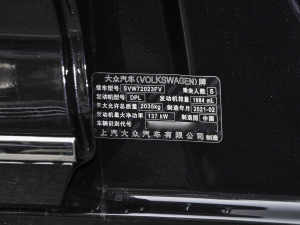 大众汽车(VOLKSWAGEN)牌
整车型号 SVW72023FV 乘坐人数 5
发动机型号 DPL 发动机排量 1984 mL
最大允许总质量 2035kg 制造年月 2021-02
发动机最大净功率 137 kW 制造国 中国
车辆识别代号
上汽大众汽车有限公司 制造